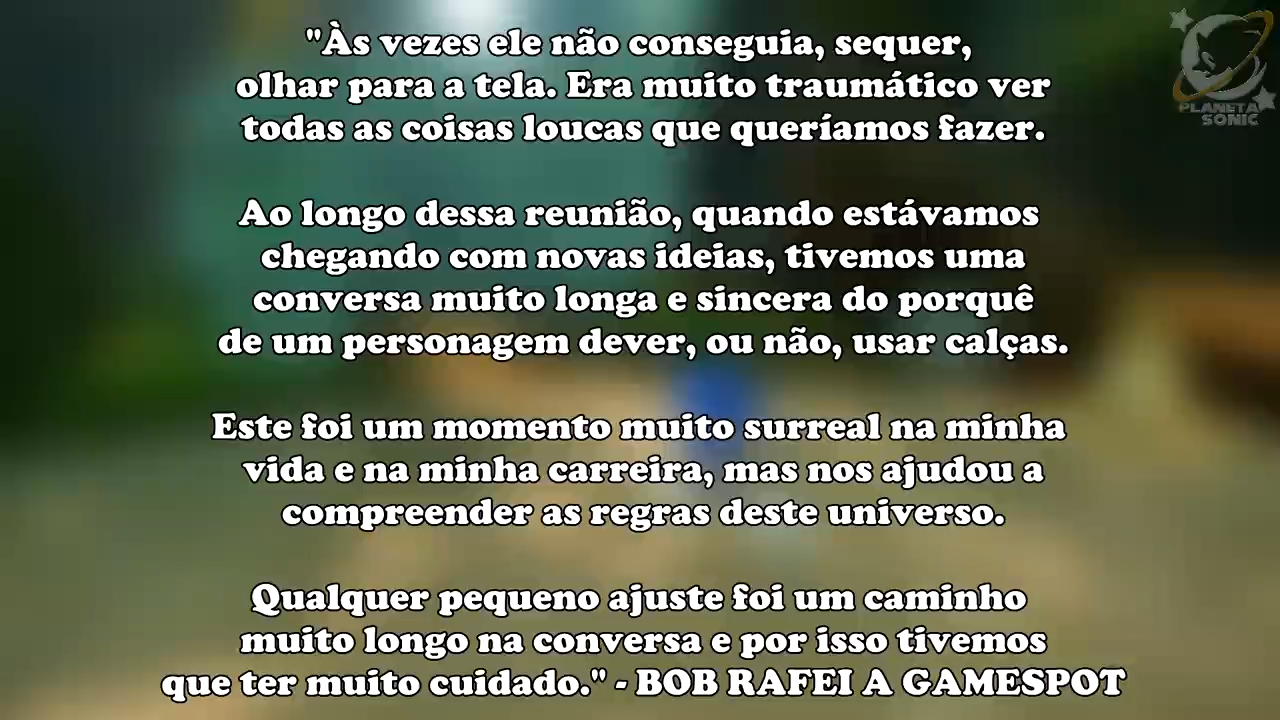 "Às vezes ele não conseguia, sequer,
olhar para a tela. Era muito traumático ver
todas as coisas loucas que queríamos fazer.
Ao longo dessa reunião, quando estávamos
chegando com novas ideias, tivemos uma
conversa muito longa e sincera do porquê
de um personagem dever, ou não, usar calças.
Este foi um momento muito surreal na minha
vida e na minha carreira, mas nos ajudou a
compreender as regras deste universo.
Qualquer pequeno ajuste foi um caminho
muito longo na conversa e por isso tivemos
que ter muito cuidado." - BOB RAFEI A GAMESPOT
PLANETA
SONIC